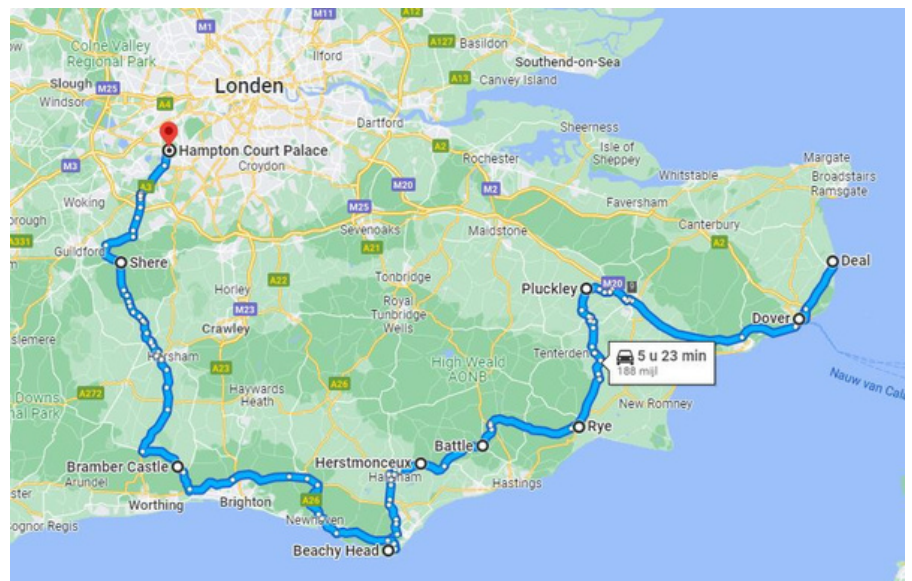 Colne Valley
Regional Park
M1
M11
A12
A127
Basildon
Ilford
Southend-on-Sea
Londen
Slough
M25
A4
A13
Canvey Island
Windsor
Dartford
Hampton Court Palace
Sheerness
Margate
Croydon
A2
Rochester
Isle of
Sheppey
Broadstairs
Ramsgate
M3
A3
M20
M2
Whitstable
Woking
M25
Faversham
Canterbury
A331
Sevenoaks
Maidstone
Guildford
A21
A2
Shere
A22
Tonbridge
Deal
Horley
Pluckley
M20
M23
Royal
Tunbridge
Wells
Dover
Crawley
Horsham
High Weald
AONB
Tenterden
5 u 23 min
188 mijl
A23
A26
Haywards
Heath
A272
New Romney
Nauw van Cala
Rye
Battle
Bramber Castle
Herstmonceux
Hailsham
Arundel
Hastings
Worthing
Brighton
A26
Newhaven
ognor Regis
Beachy Head